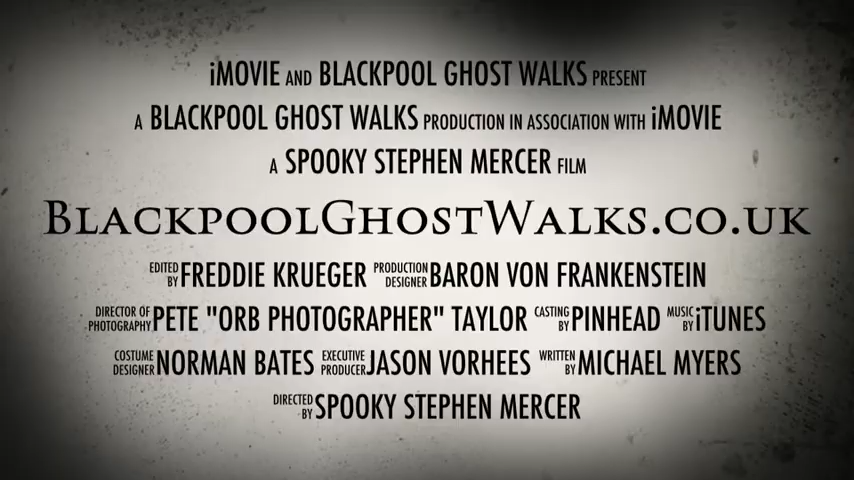 iMOVIE AND BLACKPOOL GHOST WALKS PRESENT
A BLACKPOOL GHOST WALKS PRODUCTION IN ASSOCIATION WITH iMOVIE
A SPOOKY STEPHEN MERCER FILM
BLACKPOOLGHOSTWALKS.CO.UK
EDITED BY FREDDIE KRUEGER PRODUCTION DESIGNER BARON VON FRANKENSTEIN
DIRECTOR OF PHOTOGRAPHY PETE "ORB PHOTOGRAPHER" TAYLOR CASTING BY PINHEAD MUSIC BY iTUNES
COSTUME DESIGNER NORMAN BATES EXECUTIVE PRODUCER JASON VORHEES WRITTEN BY MICHAEL MYERS
DIRECTED BY SPOOKY STEPHEN MERCER